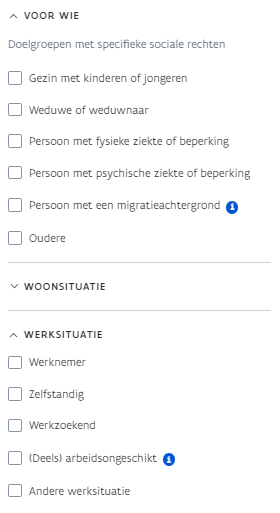 VOOR WIE
Doelgroepen met specifieke sociale rechten
Gezin met kinderen of jongeren
Weduwe of weduwnaar
Persoon met fysieke ziekte of beperking
Persoon met psychische ziekte of beperking
Persoon met een migratieachtergrond
Oudere
WOONSITUATIE
WERKSITUATIE
Werknemer
Zelfstandig
Werkzoekend
(Deels) arbeidsongeschikt
Andere werksituatie